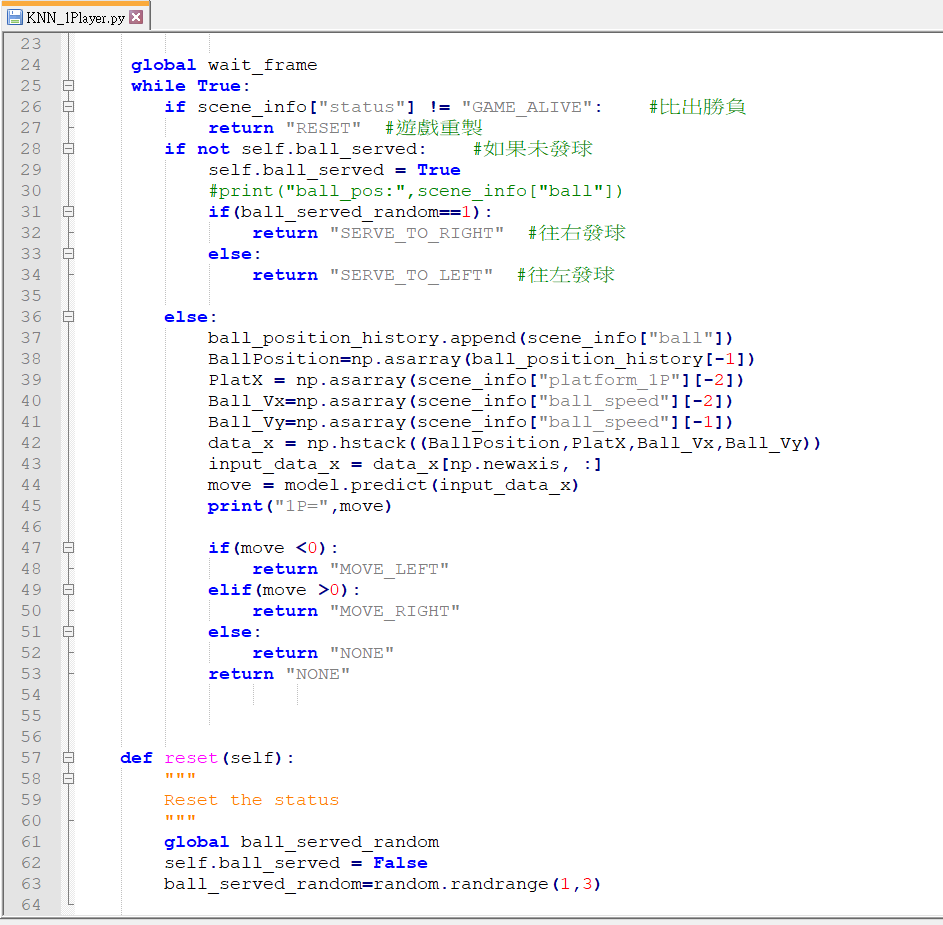 KNN_1Player.py
23
24 global wait_frame
25 while True:
26 if scene_info["status"] != "GAME_ALIVE": #比出勝負
27 return "RESET" #遊戲重製
28 if not self.ball_served: #如果未發球
29 self.ball_served = True
30 #print("ball_pos:",scene_info["ball"])
31 if(ball_served_random==1):
32 return "SERVE_TO_RIGHT" #往右發球
33 else:
34 return "SERVE_TO_LEFT" #往左發球
35
36 else:
37 ball_position_history.append(scene_info["ball"])
38 BallPosition=np.asarray(ball_position_history[-1])
39 PlatX = np.asarray(scene_info["platform_1P"][-2])
40 Ball_Vx=np.asarray(scene_info["ball_speed"][-2])
41 Ball_Vy=np.asarray(scene_info["ball_speed"][-1])
42 data_x = np.hstack((BallPosition,PlatX,Ball_Vx,Ball_Vy))
43 input_data_x = data_x[np.newaxis, :]
44 move = model.predict(input_data_x)
45 print("1P=",move)
46
47 if(move <0):
48 return "MOVE_LEFT"
49 elif(move >0):
50 return "MOVE_RIGHT"
51 else:
52 return "NONE"
53 return "NONE"
54
55
56
57 def reset(self):
58 """
59 Reset the status
60 """
61 global ball_served_random
62 self.ball_served = False
63 ball_served_random=random.randrange(1,3)
64